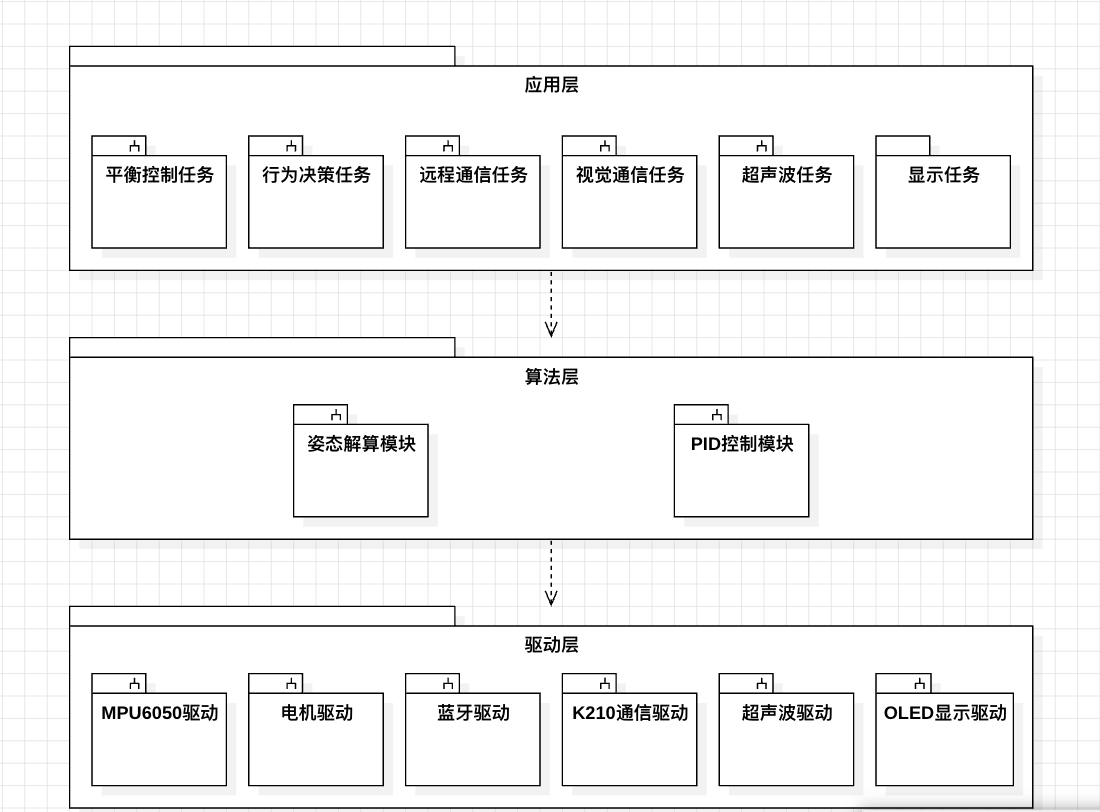 应用层
平衡控制任务
行为决策任务
远程通信任务
视觉通信任务
超声波任务
显示任务
算法层
姿态解算模块
PID控制模块
驱动层
MPU6050驱动
电机驱动
蓝牙驱动
K210通信驱动
超声波驱动
OLED显示驱动